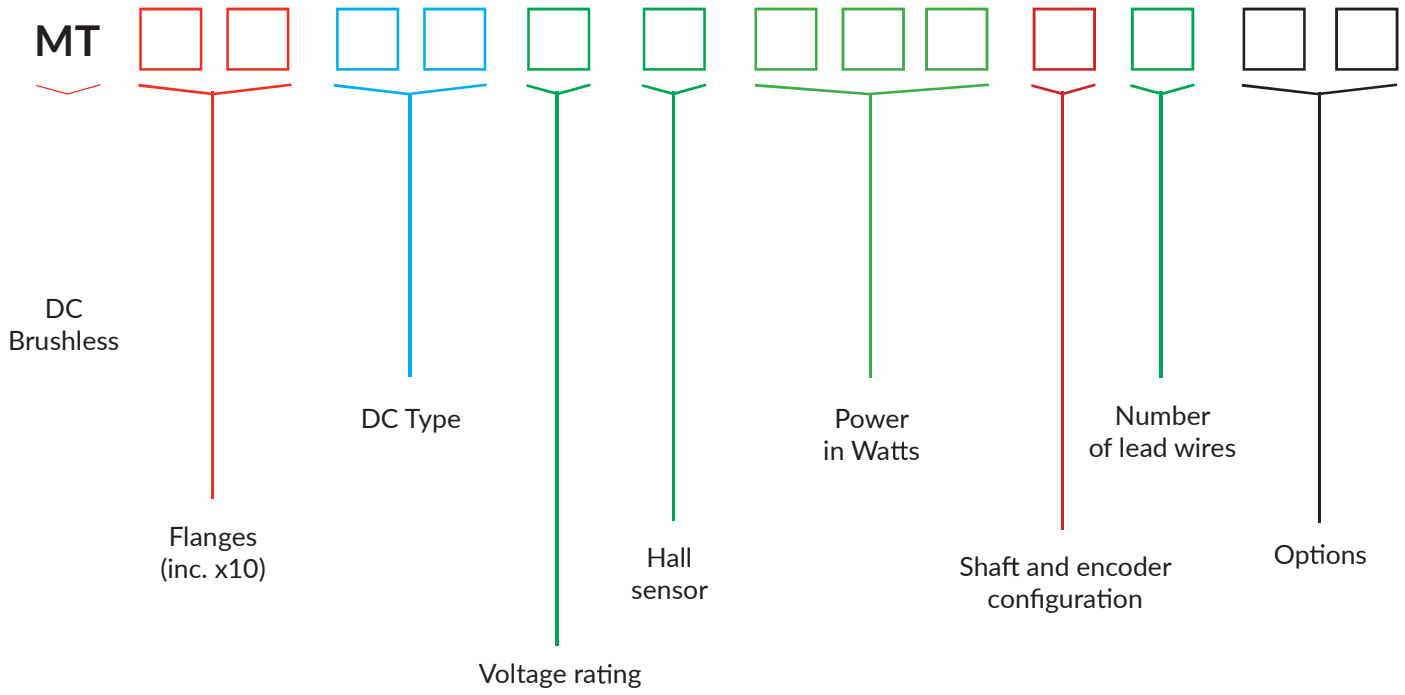 MT
DC
Brushless
Flanges
(inc. x10)
DC Type
Voltage rating
Hall
sensor
Power
in Watts
Shaft and encoder
configuration
Number
of lead wires
Options